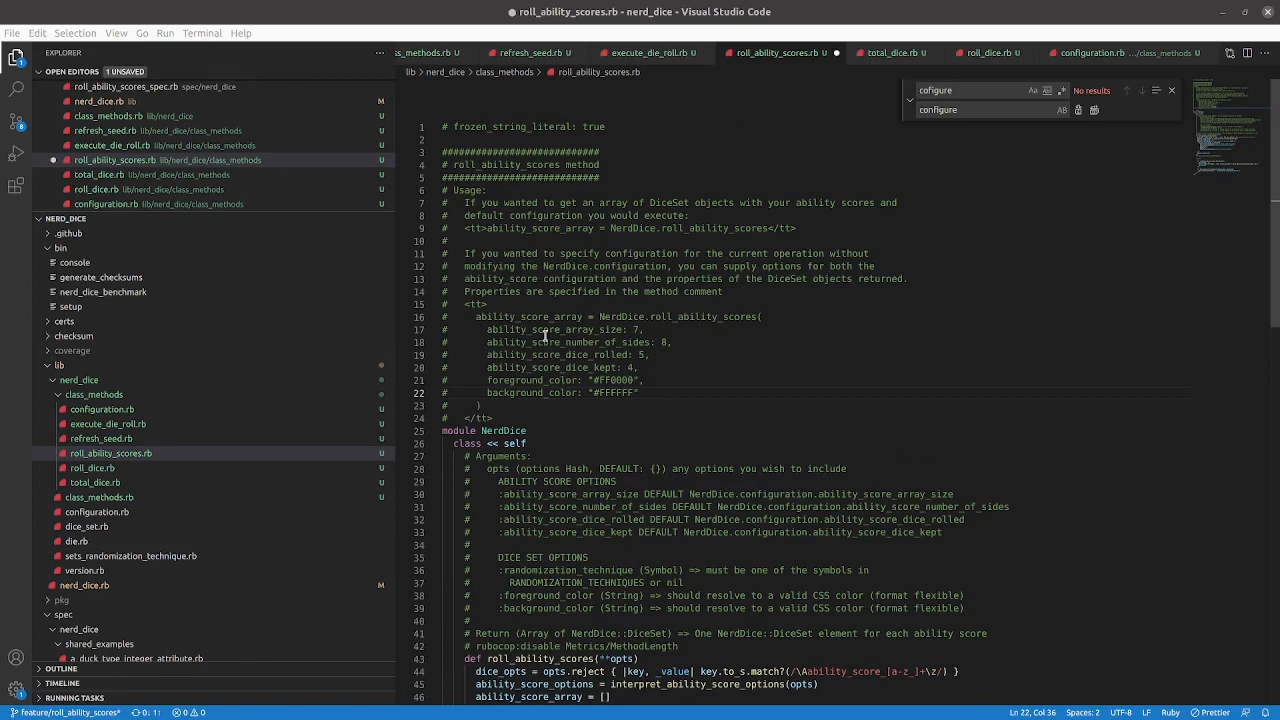 roll_ability_scores.rb - nerd_dice - Visual Studio Code
File Edit Selection View Go Run Terminal Help
EXPLORER
ss_methods.rb U refresh_seed.rb U execute_die_roll.rb U roll_ability_scores.rb U total_dice.rb U roll_dice.rb U configuration.rb .../class_methods U
OPEN EDITORS 1 UNSAVED
lib > nerd_dice > class_methods > roll_ability_scores.rb
roll_ability_scores_spec.rb spec/nerd_dice
nerd_dice.rb lib M
class_methods.rb lib/nerd_dice U
refresh_seed.rb lib/nerd_dice/class_methods U
execute_die_roll.rb lib/nerd_dice/class_methods U
roll_ability_scores.rb lib/nerd_dice/class_methods U
total_dice.rb lib/nerd_dice/class_methods U
roll_dice.rb lib/nerd_dice/class_methods U
configuration.rb lib/nerd_dice/class_methods U
NERD_DICE
.github
bin
console
generate_checksums
nerd_dice_benchmark
setup
certs
checksum
coverage
lib
nerd_dice
class_methods
configuration.rb U
execute_die_roll.rb U
refresh_seed.rb U
roll_ability_scores.rb U
roll_dice.rb U
total_dice.rb U
class_methods.rb U
configuration.rb
dice_set.rb
die.rb
sets_randomization_technique.rb
version.rb
nerd_dice.rb M
pkg
spec
nerd_dice
shared_examples
a_duck_type_integer_attribute.rb
OUTLINE
TIMELINE
RUNNING TASKS
cofigure Aa ab .* No results
configure AB
1 # frozen_string_literal: true
2
3 ############################
4 # roll_ability_scores method
5 ############################
6 # Usage:
7 #   If you wanted to get an array of DiceSet objects with your ability scores and
8 #   default configuration you would execute:
9 #   <tt>ability_score_array = NerdDice.roll_ability_scores</tt>
10 #
11 #   If you wanted to specify configuration for the current operation without
12 #   modifying the NerdDice.configuration, you can supply options for both the
13 #   ability_score configuration and the properties of the DiceSet objects returned.
14 #   Properties are specified in the method comment
15 #   <tt>
16 #     ability_score_array = NerdDice.roll_ability_scores(
17 #       ability_score_array_size: 7,
18 #       ability_score_number_of_sides: 8,
19 #       ability_score_dice_rolled: 5,
20 #       ability_score_dice_kept: 4,
21 #       foreground_color: "#FF0000",
22 #       background_color: "#FFFFFF"
23 #     )
24 #   </tt>
25 module NerdDice
26   class << self
27     # Arguments:
28     #   opts (options Hash, DEFAULT: {}) any options you wish to include
29     #     ABILITY SCORE OPTIONS
30     #     :ability_score_array_size DEFAULT NerdDice.configuration.ability_score_array_size
31     #     :ability_score_number_of_sides DEFAULT NerdDice.configuration.ability_score_number_of_sides
32     #     :ability_score_dice_rolled DEFAULT NerdDice.configuration.ability_score_dice_rolled
33     #     :ability_score_dice_kept DEFAULT NerdDice.configuration.ability_score_dice_kept
34     #
35     #     DICE SET OPTIONS
36     #     :randomization_technique (Symbol) => must be one of the symbols in
37     #       RANDOMIZATION_TECHNIQUES or nil
38     #     :foreground_color (String) => should resolve to a valid CSS color (format flexible)
39     #     :background_color (String) => should resolve to a valid CSS color (format flexible)
40     #
41     # Return (Array of NerdDice::DiceSet) => One NerdDice::DiceSet element for each ability score
42     # rubocop:disable Metrics/MethodLength
43     def roll_ability_scores(**opts)
44       dice_opts = opts.reject { |key, _value| key.to_s.match?(/\Aability_score_[a-z_]+\z/) }
45       ability_score_options = interpret_ability_score_options(opts)
46       ability_score_array = []
feature/roll_ability_scores* 0↓ 1↑ 0 0
Ln 22, Col 36 Spaces: 2 UTF-8 LF Ruby Prettier